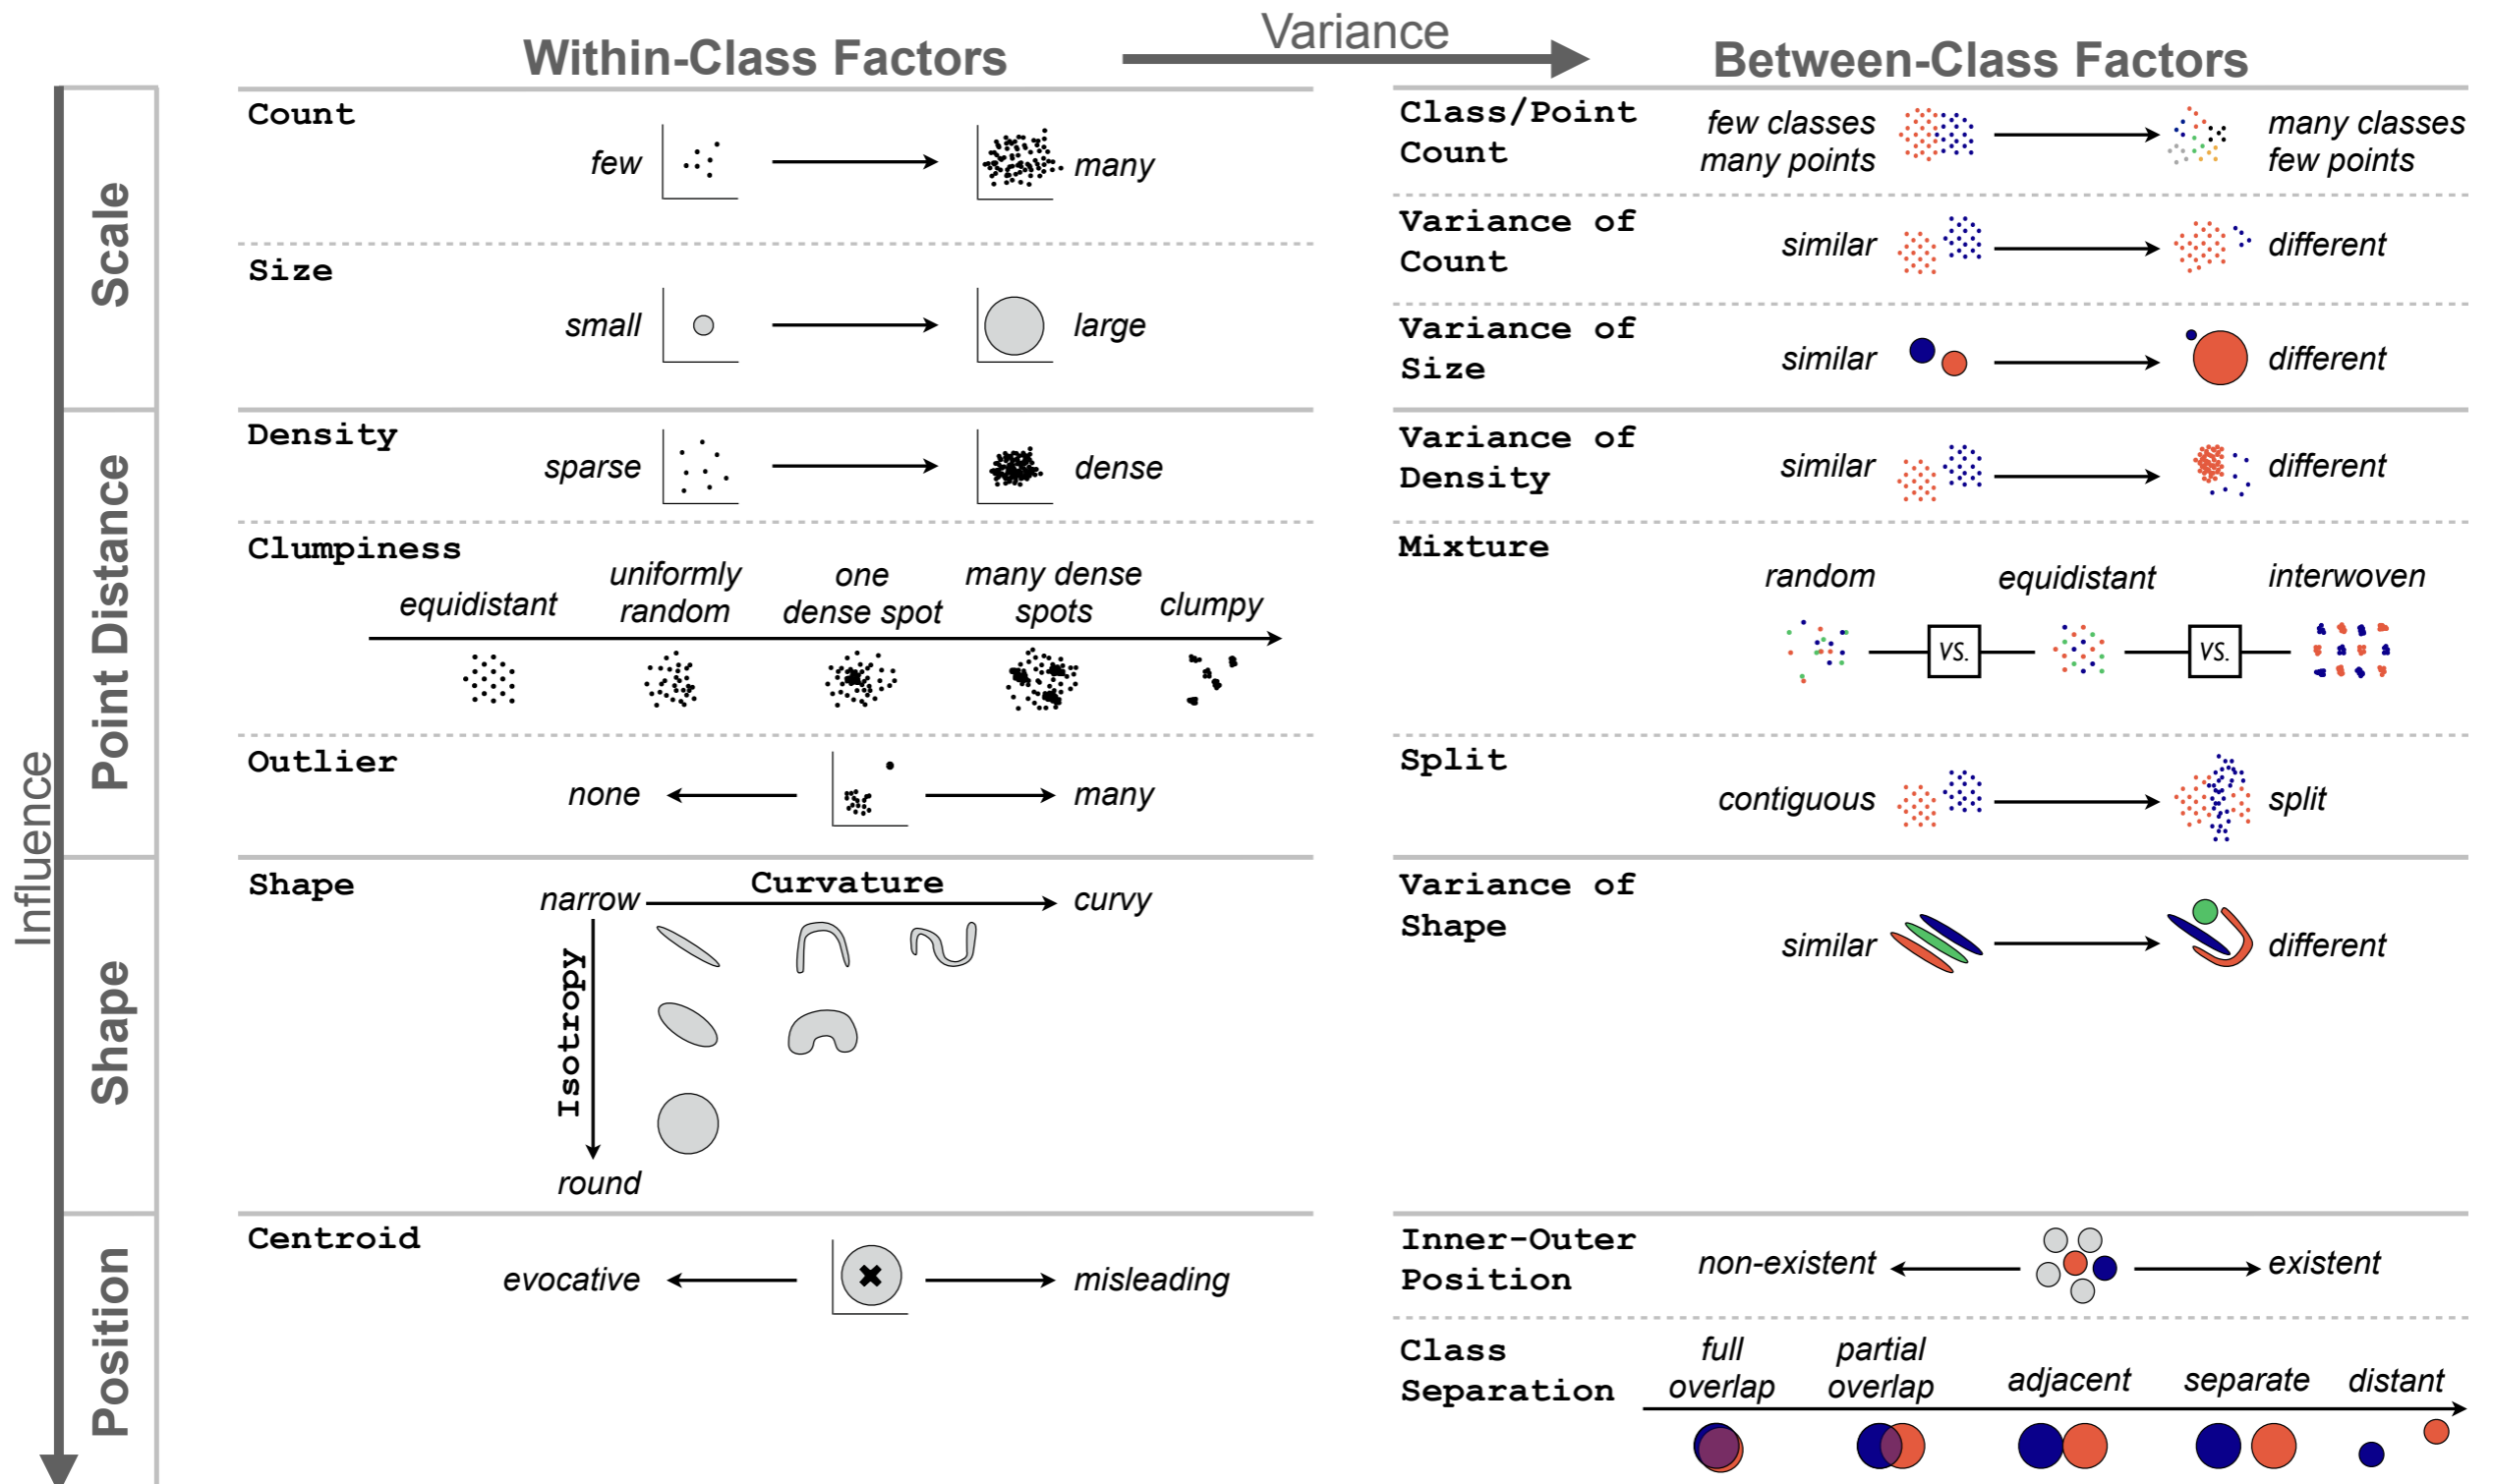 Within-Class Factors
Variance
Between-Class Factors
Influence
Scale
Count
few
many
Size
small
large
Class/Point
Count
few classes
many points
many classes
few points
Variance of
Count
similar
different
Variance of
Size
similar
different
Point Distance
Density
sparse
dense
Clumpiness
equidistant
uniformly
random
one
dense spot
many dense
spots
clumpy
Outlier
none
many
Variance of
Density
similar
different
Mixture
random
equidistant
interwoven
VS.
VS.
Split
contiguous
split
Shape
Shape
narrow
Curvature
curvy
Isotropy
round
Variance of
Shape
similar
different
Position
Centroid
evocative
misleading
Inner-Outer
Position
non-existent
existent
Class
Separation
full
overlap
partial
overlap
adjacent
separate
distant